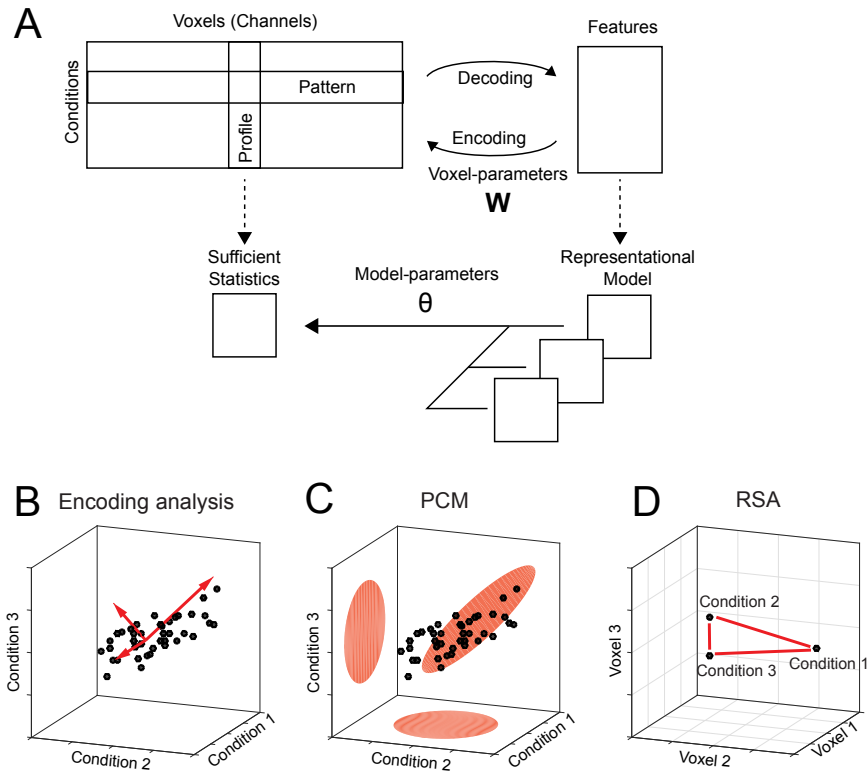 A
Voxels (Channels)
Features
Conditions
Pattern
Profile
Decoding
Encoding
Voxel-parameters
W
Sufficient
Statistics
Model-parameters
θ
Representational
Model
B
Encoding analysis
Condition 3
Condition 2
Condition 1
C
PCM
Condition 3
Condition 2
Condition 1
D
RSA
Condition 2
Condition 3
Condition 1
Voxel 3
Voxel 2
Voxel 1